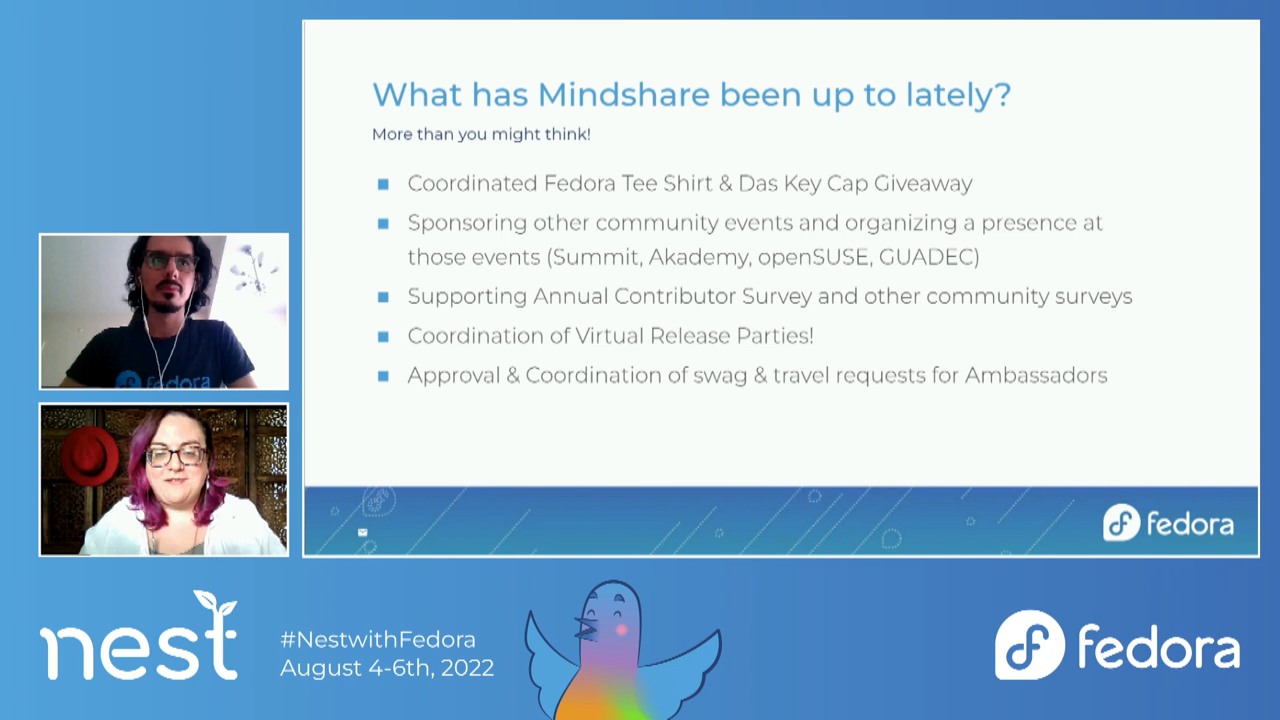 What has Mindshare been up to lately?
More than you might think!
Coordinated Fedora Tee Shirt & Das Key Cap Giveaway
Sponsoring other community events and organizing a presence at
those events (Summit, Akademy, openSUSE, GUADEC)
Supporting Annual Contributor Survey and other community surveys
Coordination of Virtual Release Parties!
Approval & Coordination of swag & travel requests for Ambassadors
fedora
fedora
nest
#NestwithFedora
August 4-6th, 2022
fedora